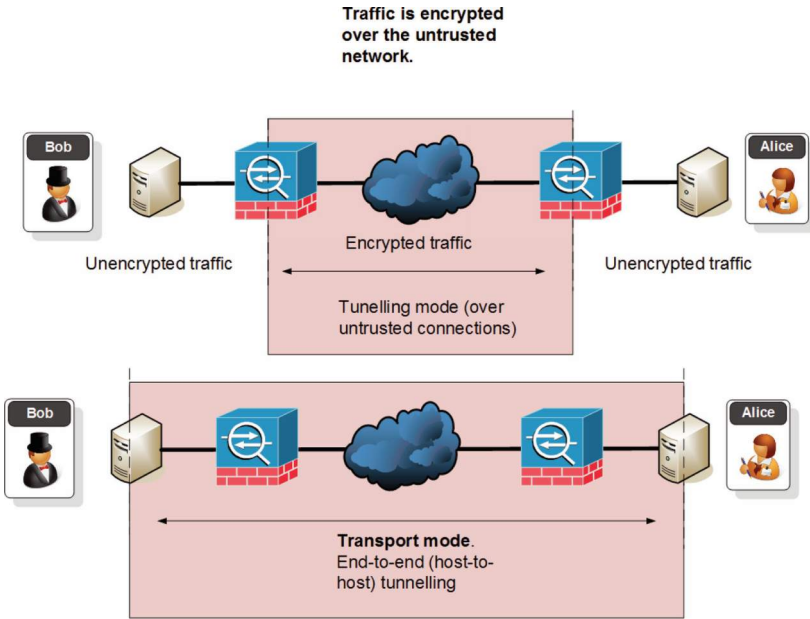 Traffic is encrypted
over the untrusted
network.
Bob
Alice
Unencrypted traffic
Encrypted traffic
Unencrypted traffic
Tunelling mode (over
untrusted connections)
Bob
Alice
Transport mode.
End-to-end (host-to-
host) tunnelling